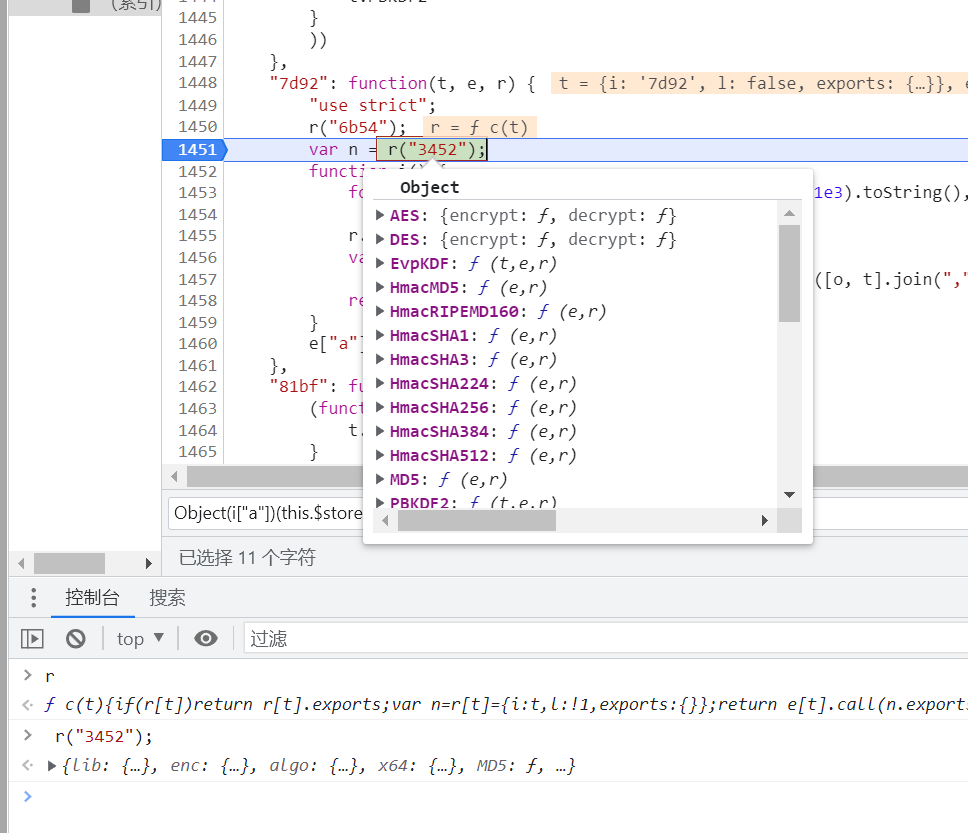 (索引)
1445 }
1446 ))
1447 },
1448 "7d92": function(t, e, r) { t = {i: '7d92', l: false, exports: {…}}, e
1449 "use strict";
1450 r("6b54"); r = ƒ c(t)
1451 var n = r("3452");
1452 function i() {
1453 fo 1e3).toString(),
1454
1455 r.
1456 va
1457 ([o, t].join(","
1458 re
1459 }
1460 e["a"]
1461 },
1462 "81bf": fu
1463 (funct
1464 t.
1465 }
Object
AES: {encrypt: ƒ, decrypt: ƒ}
DES: {encrypt: ƒ, decrypt: ƒ}
EvpKDF: ƒ (t,e,r)
HmacMD5: ƒ (e,r)
HmacRIPEMD160: ƒ (e,r)
HmacSHA1: ƒ (e,r)
HmacSHA3: ƒ (e,r)
HmacSHA224: ƒ (e,r)
HmacSHA256: ƒ (e,r)
HmacSHA384: ƒ (e,r)
HmacSHA512: ƒ (e,r)
MD5: ƒ (e,r)
PBKDF2: ƒ (t,e,r)
Object(i["a"])(this.$store
已选择 11 个字符
控制台 搜索
top ▼ 过滤
> r
ƒ c(t){if(r[t])return r[t].exports;var n=r[t]={i:t,l:!1,exports:{}};return e[t].call(n.export
> r("3452");
{lib: {…}, enc: {…}, algo: {…}, x64: {…}, MD5: ƒ, …}
>